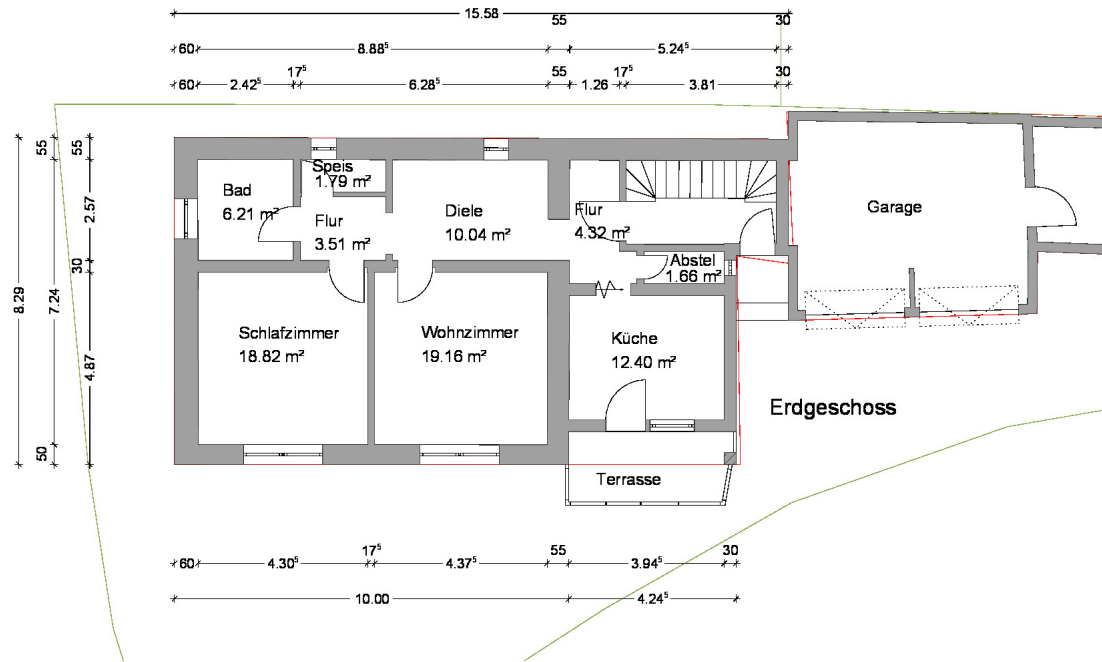 15.58
55
30
60
8.88⁵
5.24⁵
17⁵
55
17⁵
60
2.42⁵
6.28⁵
1.26
3.81
30
55
55
2.57
30
8.29
7.24
4.87
50
Speis
1.79 m²
Bad
6.21 m²
Flur
3.51 m²
Diele
10.04 m²
Flur
4.32 m²
Garage
Abstel
1.66 m²
Schlafzimmer
18.82 m²
Wohnzimmer
19.16 m²
Küche
12.40 m²
Erdgeschoss
Terrasse
17⁵
55
30
60
4.30⁵
4.37⁵
3.94⁵
10.00
4.24⁵